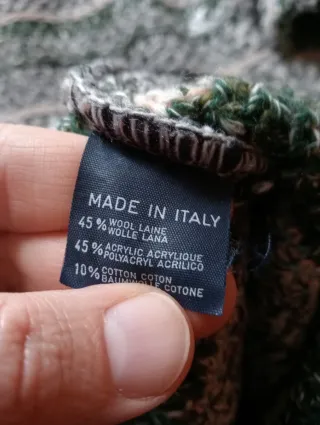 MADE IN ITALY
45% WOOL LAINE
WOLLE LANA
45% ACRYLIC ACRYLIQUE
POLYACRYL ACRILICO
10% COTTON COTON
BAUMWOLLE COTONE